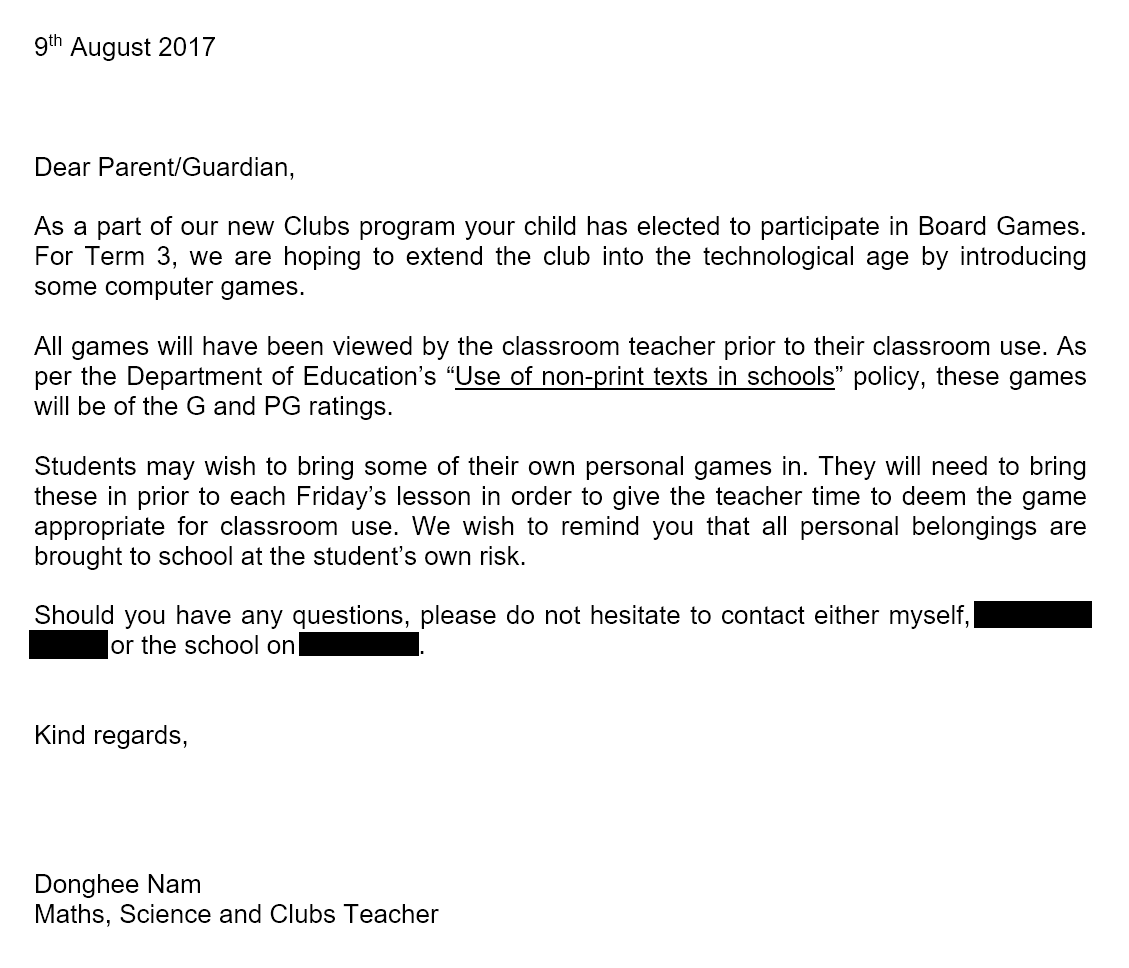 9th August 2017
Dear Parent/Guardian,
As a part of our new Clubs program your child has elected to participate in Board Games.
For Term 3, we are hoping to extend the club into the technological age by introducing
some computer games.
All games will have been viewed by the classroom teacher prior to their classroom use. As
per the Department of Education’s “Use of non-print texts in schools” policy, these games
will be of the G and PG ratings.
Students may wish to bring some of their own personal games in. They will need to bring
these in prior to each Friday’s lesson in order to give the teacher time to deem the game
appropriate for classroom use. We wish to remind you that all personal belongings are
brought to school at the student’s own risk.
Should you have any questions, please do not hesitate to contact either myself,
or the school on .
Kind regards,
Donghee Nam
Maths, Science and Clubs Teacher